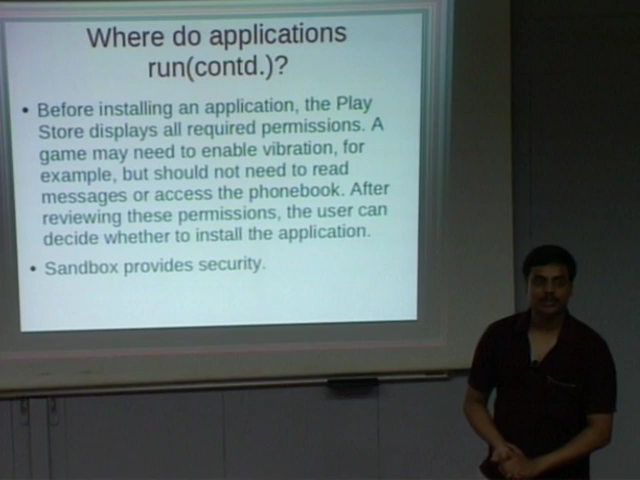 Where do applications
run(contd.)?
• Before installing an application, the Play
Store displays all required permissions. A
game may need to enable vibration, for
example, but should not need to read
messages or access the phonebook. After
reviewing these permissions, the user can
decide whether to install the application.
• Sandbox provides security.